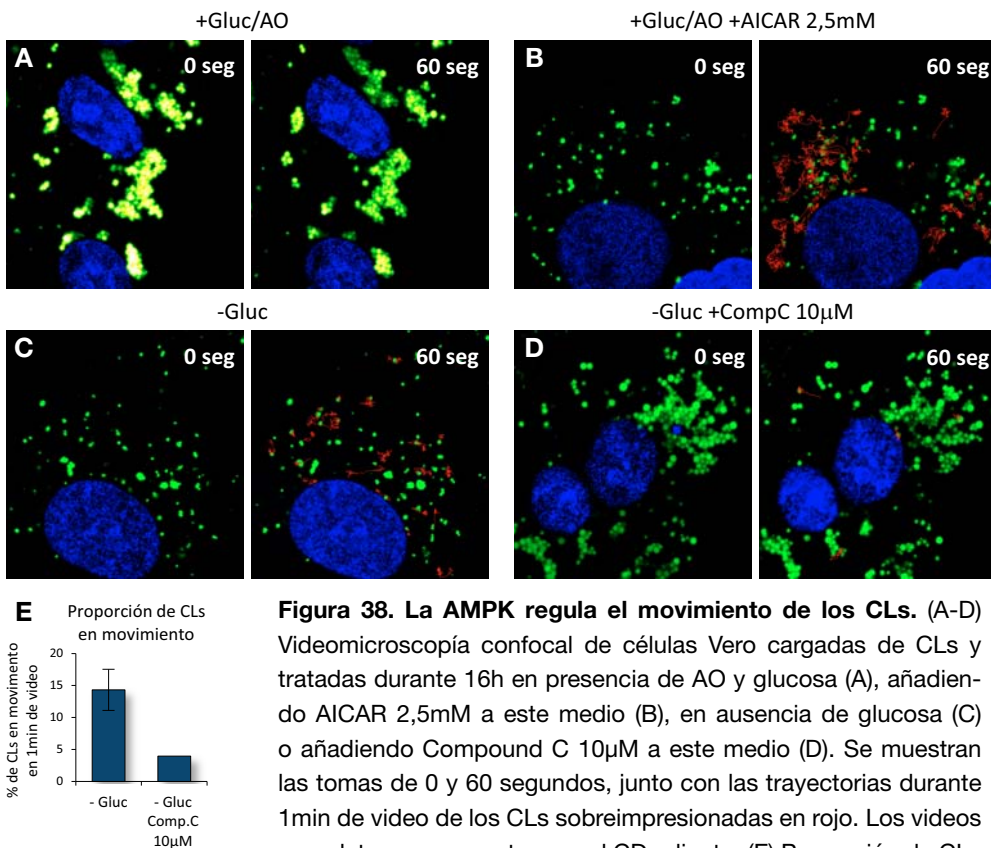 +Gluc/AO
+Gluc/AO +AICAR 2,5mM
A
0 seg
60 seg
B
0 seg
60 seg
-Gluc
-Gluc +CompC 10μM
C
0 seg
60 seg
D
0 seg
60 seg
E
Proporción de CLs
en movimiento
% de CLs en movimiento
en 1min de video
20
15
10
5
0
- Gluc
- Gluc
Comp.C
10μM
Figura 38. La AMPK regula el movimiento de los CLs. (A-D)
Videomicroscopía confocal de células Vero cargadas de CLs y
tratadas durante 16h en presencia de AO y glucosa (A), añadien-
do AICAR 2,5mM a este medio (B), en ausencia de glucosa (C)
o añadiendo Compound C 10μM a este medio (D). Se muestran
las tomas de 0 y 60 segundos, junto con las trayectorias durante
1min de video de los CLs sobreimpresionadas en rojo. Los videos